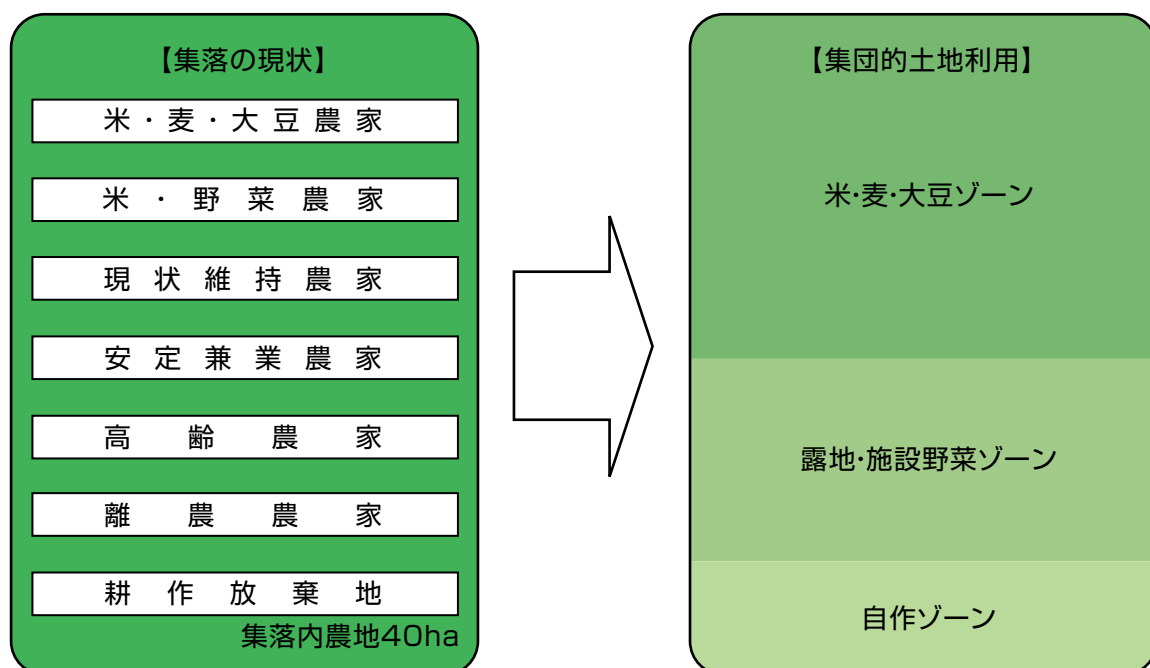 【集落の現状】
米・麦・大豆農家
米・野菜農家
現状維持農家
安定兼業農家
高齢農家
離農農家
耕作放棄地
集落内農地40ha
【集団的土地利用】
米・麦・大豆ゾーン
露地・施設野菜ゾーン
自作ゾーン